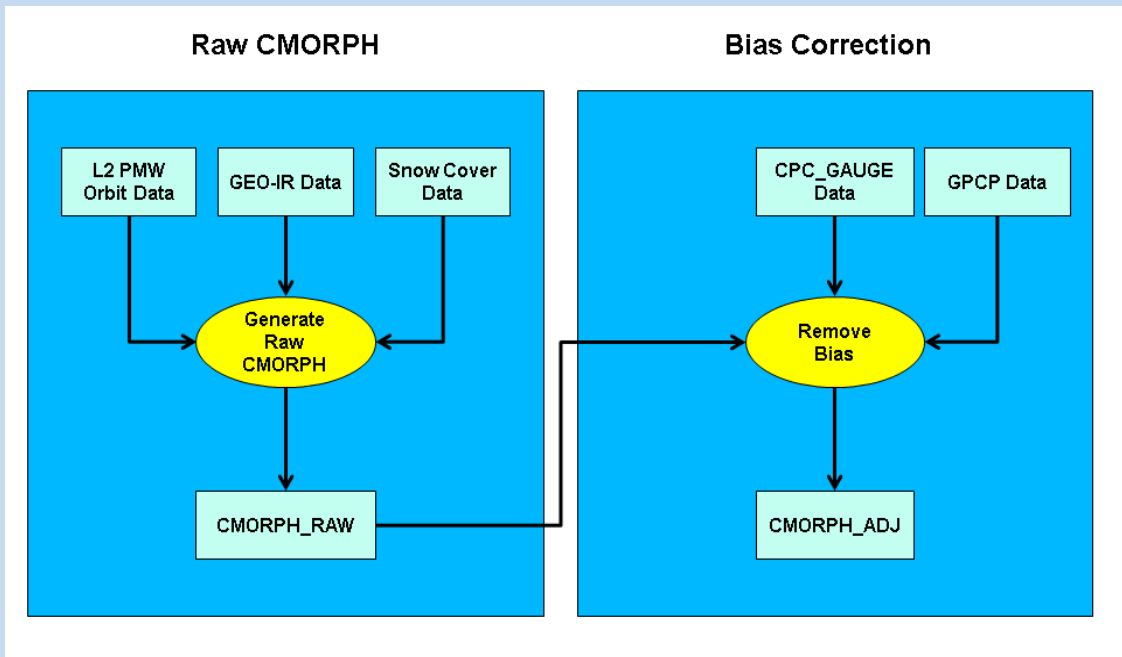 Raw CMORPH
Bias Correction
L2 PMW
Orbit Data
GEO-IR Data
Snow Cover
Data
CPC_GAUGE
Data
GPCP Data
Generate
Raw
CMORPH
Remove
Bias
CMORPH_RAW
CMORPH_ADJ